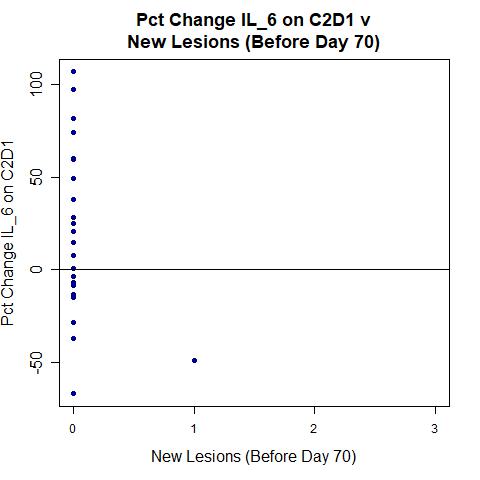 Pct Change IL_6 on C2D1 v
New Lesions (Before Day 70)
Pct Change IL_6 on C2D1
100
50
0
-50
0 1 2 3
New Lesions (Before Day 70)